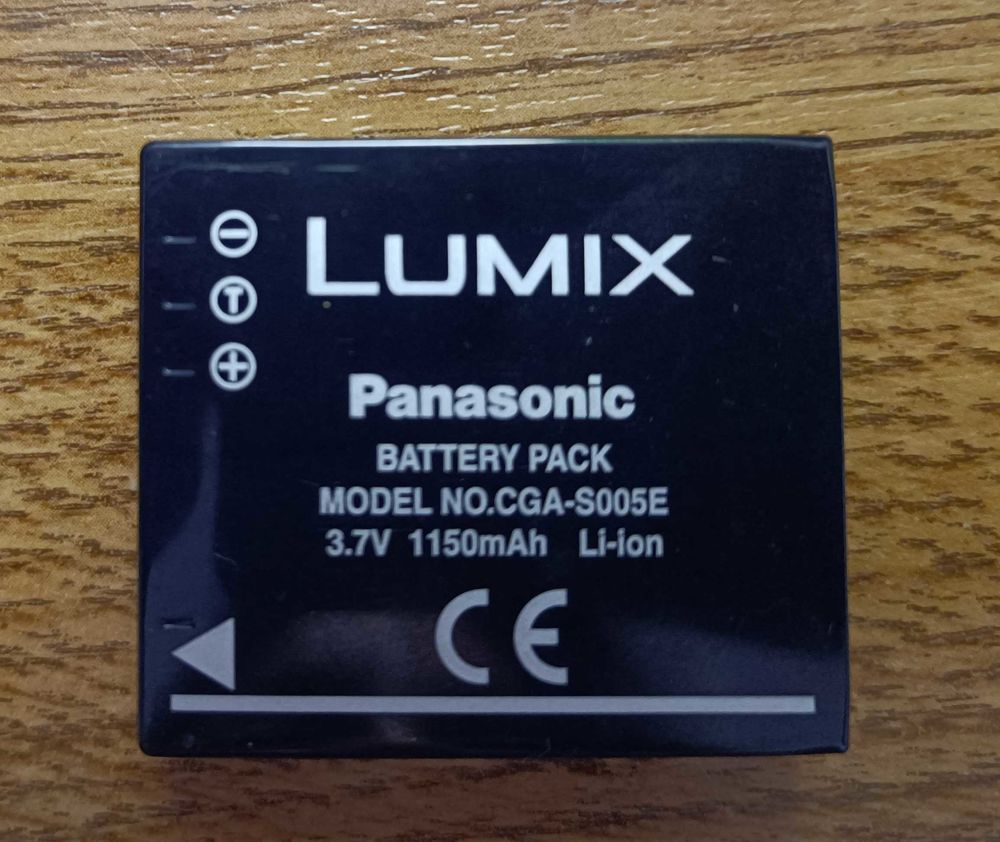 LUMIX
T
Panasonic
BATTERY PACK
MODEL NO.CGA-S005E
3.7V 1150mAh Li-ion
CE